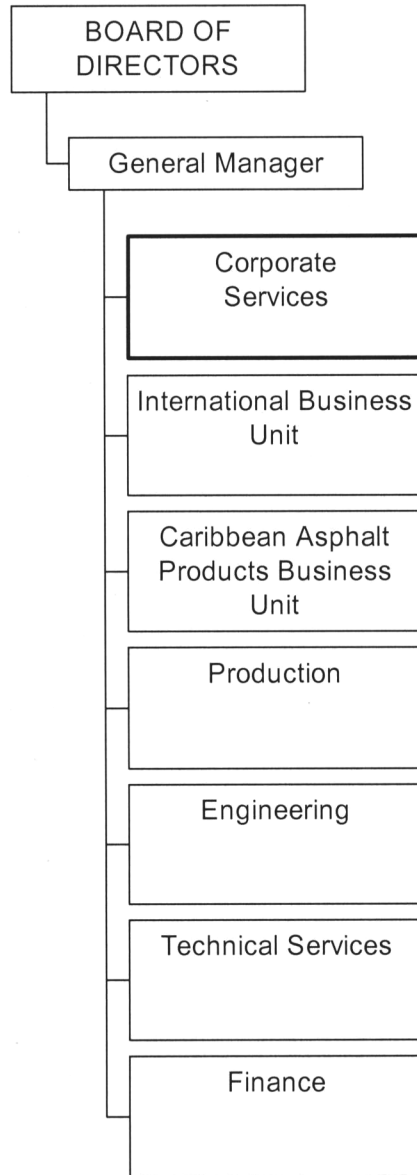 BOARD OF
DIRECTORS
General Manager
Corporate
Services
International Business
Unit
Caribbean Asphalt
Products Business
Unit
Production
Engineering
Technical Services
Finance